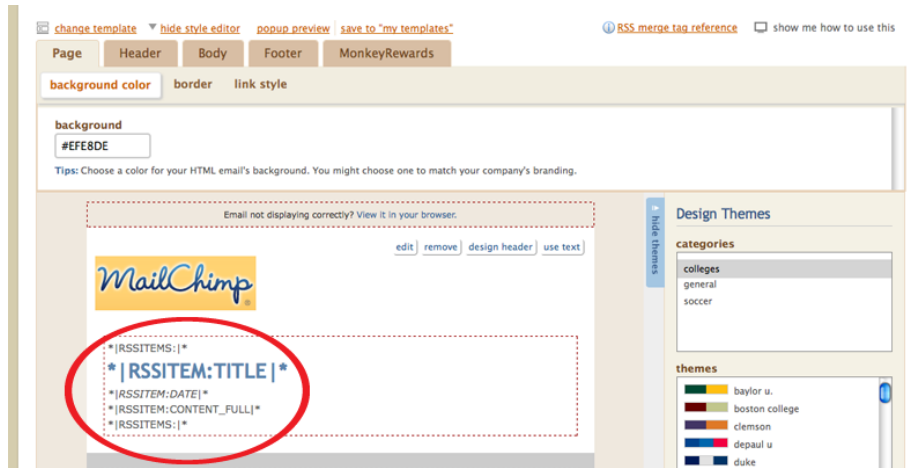 change template hide style editor popup preview save to "my templates" RSS merge tag reference show me how to use this
Page Header Body Footer MonkeyRewards
background color border link style
background
#EFE8DE
Tips: Choose a color for your HTML email's background. You might choose one to match your company's branding.
Email not displaying correctly? View it in your browser.
edit remove design header use text
MailChimp
*|RSSITEMS:|*
*|RSSITEM:TITLE|*
*|RSSITEM:DATE|*
*|RSSITEM:CONTENT_FULL|*
*|RSSITEMS:|*
hide themes
Design Themes
categories
colleges
general
soccer
themes
baylor u.
boston college
clemson
depaul u
duke